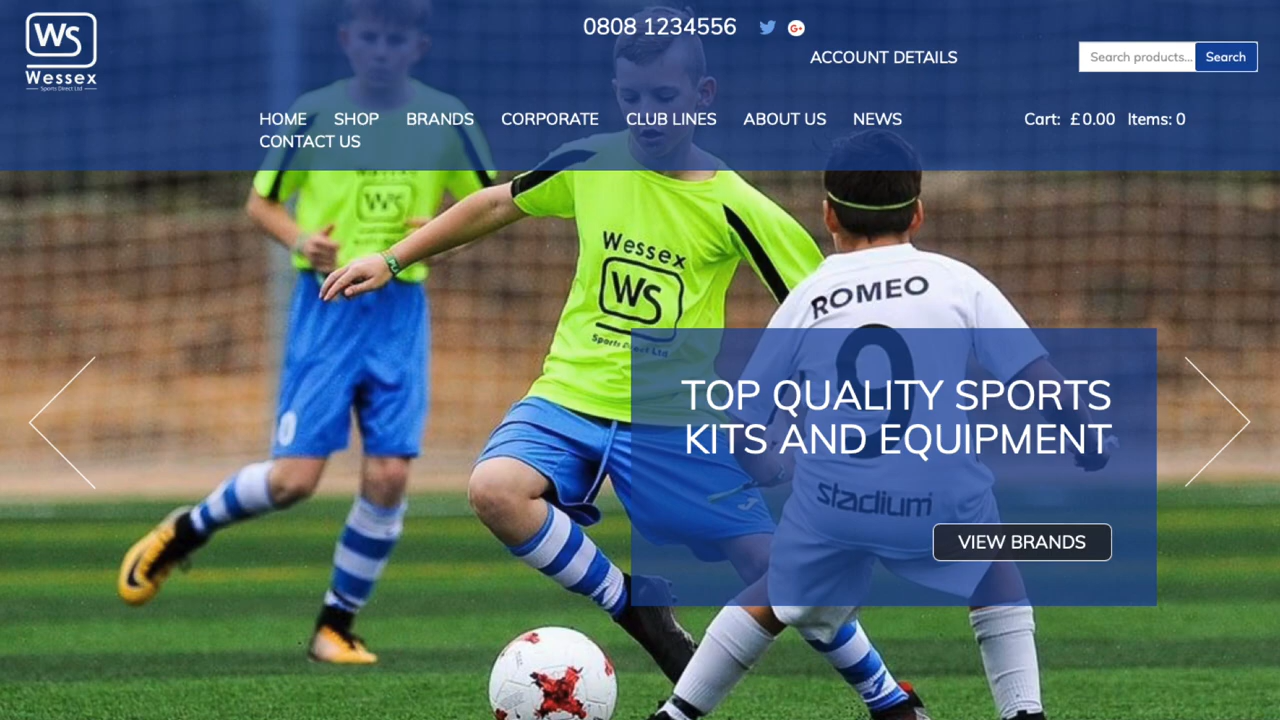 WS
Wessex
Sports Direct Ltd
0808 1234556
ACCOUNT DETAILS
Search products...
Search
HOME
SHOP
BRANDS
CORPORATE
CLUB LINES
ABOUT US
NEWS
CONTACT US
Cart: £0.00 Items: 0
WS
Wessex
WS
Sports Direct Ltd
ROMEO
9
stadium
TOP QUALITY SPORTS
KITS AND EQUIPMENT
VIEW BRANDS